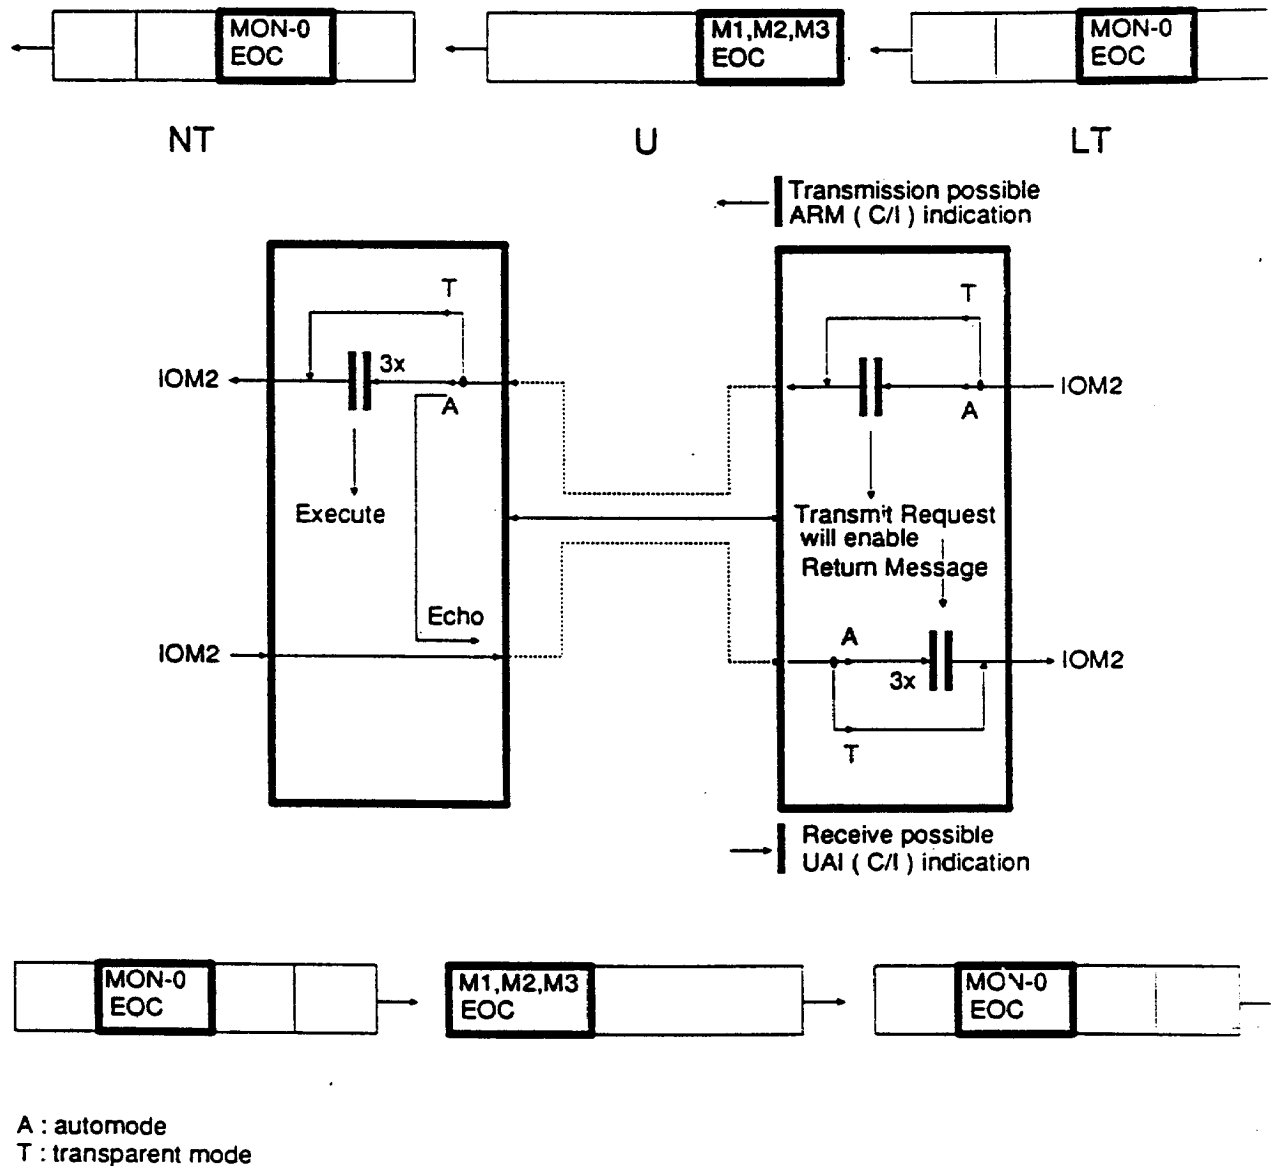 MON-0
EOC
M1,M2,M3
EOC
MON-0
EOC
NT
U
LT
Transmission possible
ARM ( C/I ) indication
T
T
3x
IOM2
A
A
IOM2
Execute
Transmit Request
will enable
Return Message
Echo
IOM2
A
3x
IOM2
T
Receive possible
UAI ( C/I ) indication
MON-0
EOC
M1,M2,M3
EOC
MON-0
EOC
A : automode
T : transparent mode